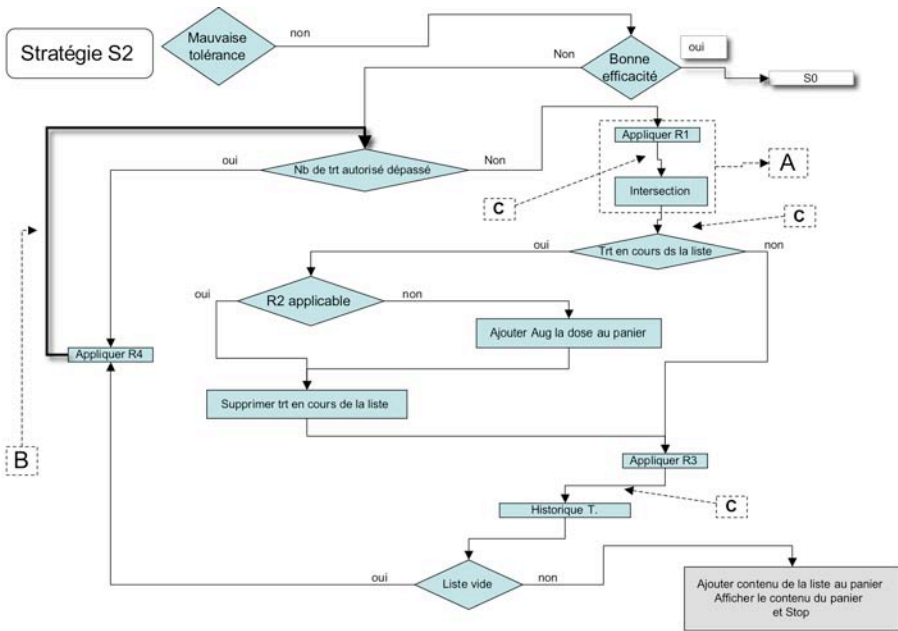 Stratégie S2
Mauvaise
tolérance
non
Bonne
efficacité
oui
Non
S0
Appliquer R1
oui
Nb de trt autorisé dépassé
Non
A
C
Intersection
C
oui
Trt en cours ds la liste
non
oui
R2 applicable
non
Ajouter Aug la dose au panier
Appliquer R4
Supprimer trt en cours de la liste
B
Appliquer R3
C
Historique T.
oui
Liste vide
non
Ajouter contenu de la liste au panier
Afficher le contenu du panier
et Stop